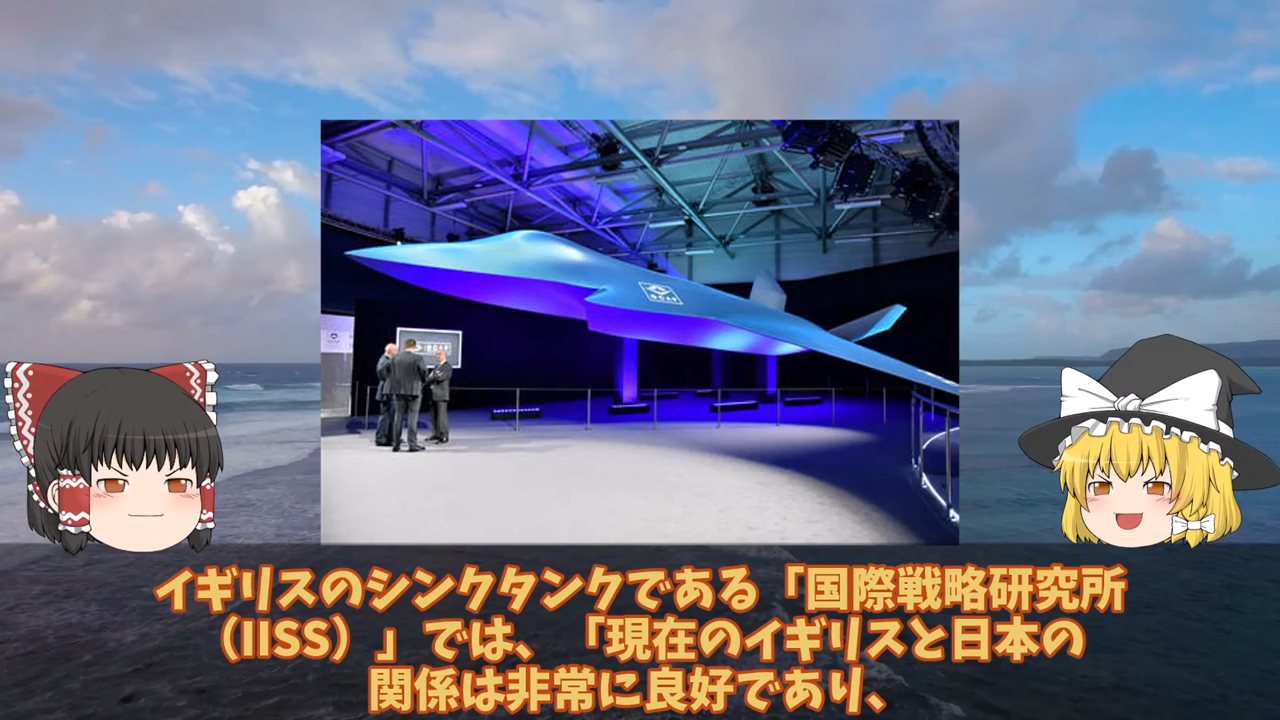 GCAP
イギリスのシンクタンクである「国際戦略研究所
（IISS）」では、「現在のイギリスと日本の
関係は非常に良好であり、